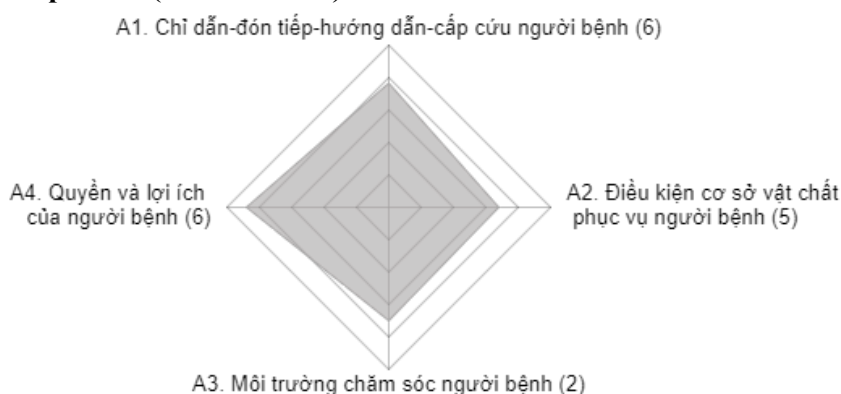 A1. Chỉ dẫn-đón tiếp-hướng dẫn-cấp cứu người bệnh (6)
A4. Quyền và lợi ích
của người bệnh (6)
A2. Điều kiện cơ sở vật chất
phục vụ người bệnh (5)
A3. Môi trường chăm sóc người bệnh (2)